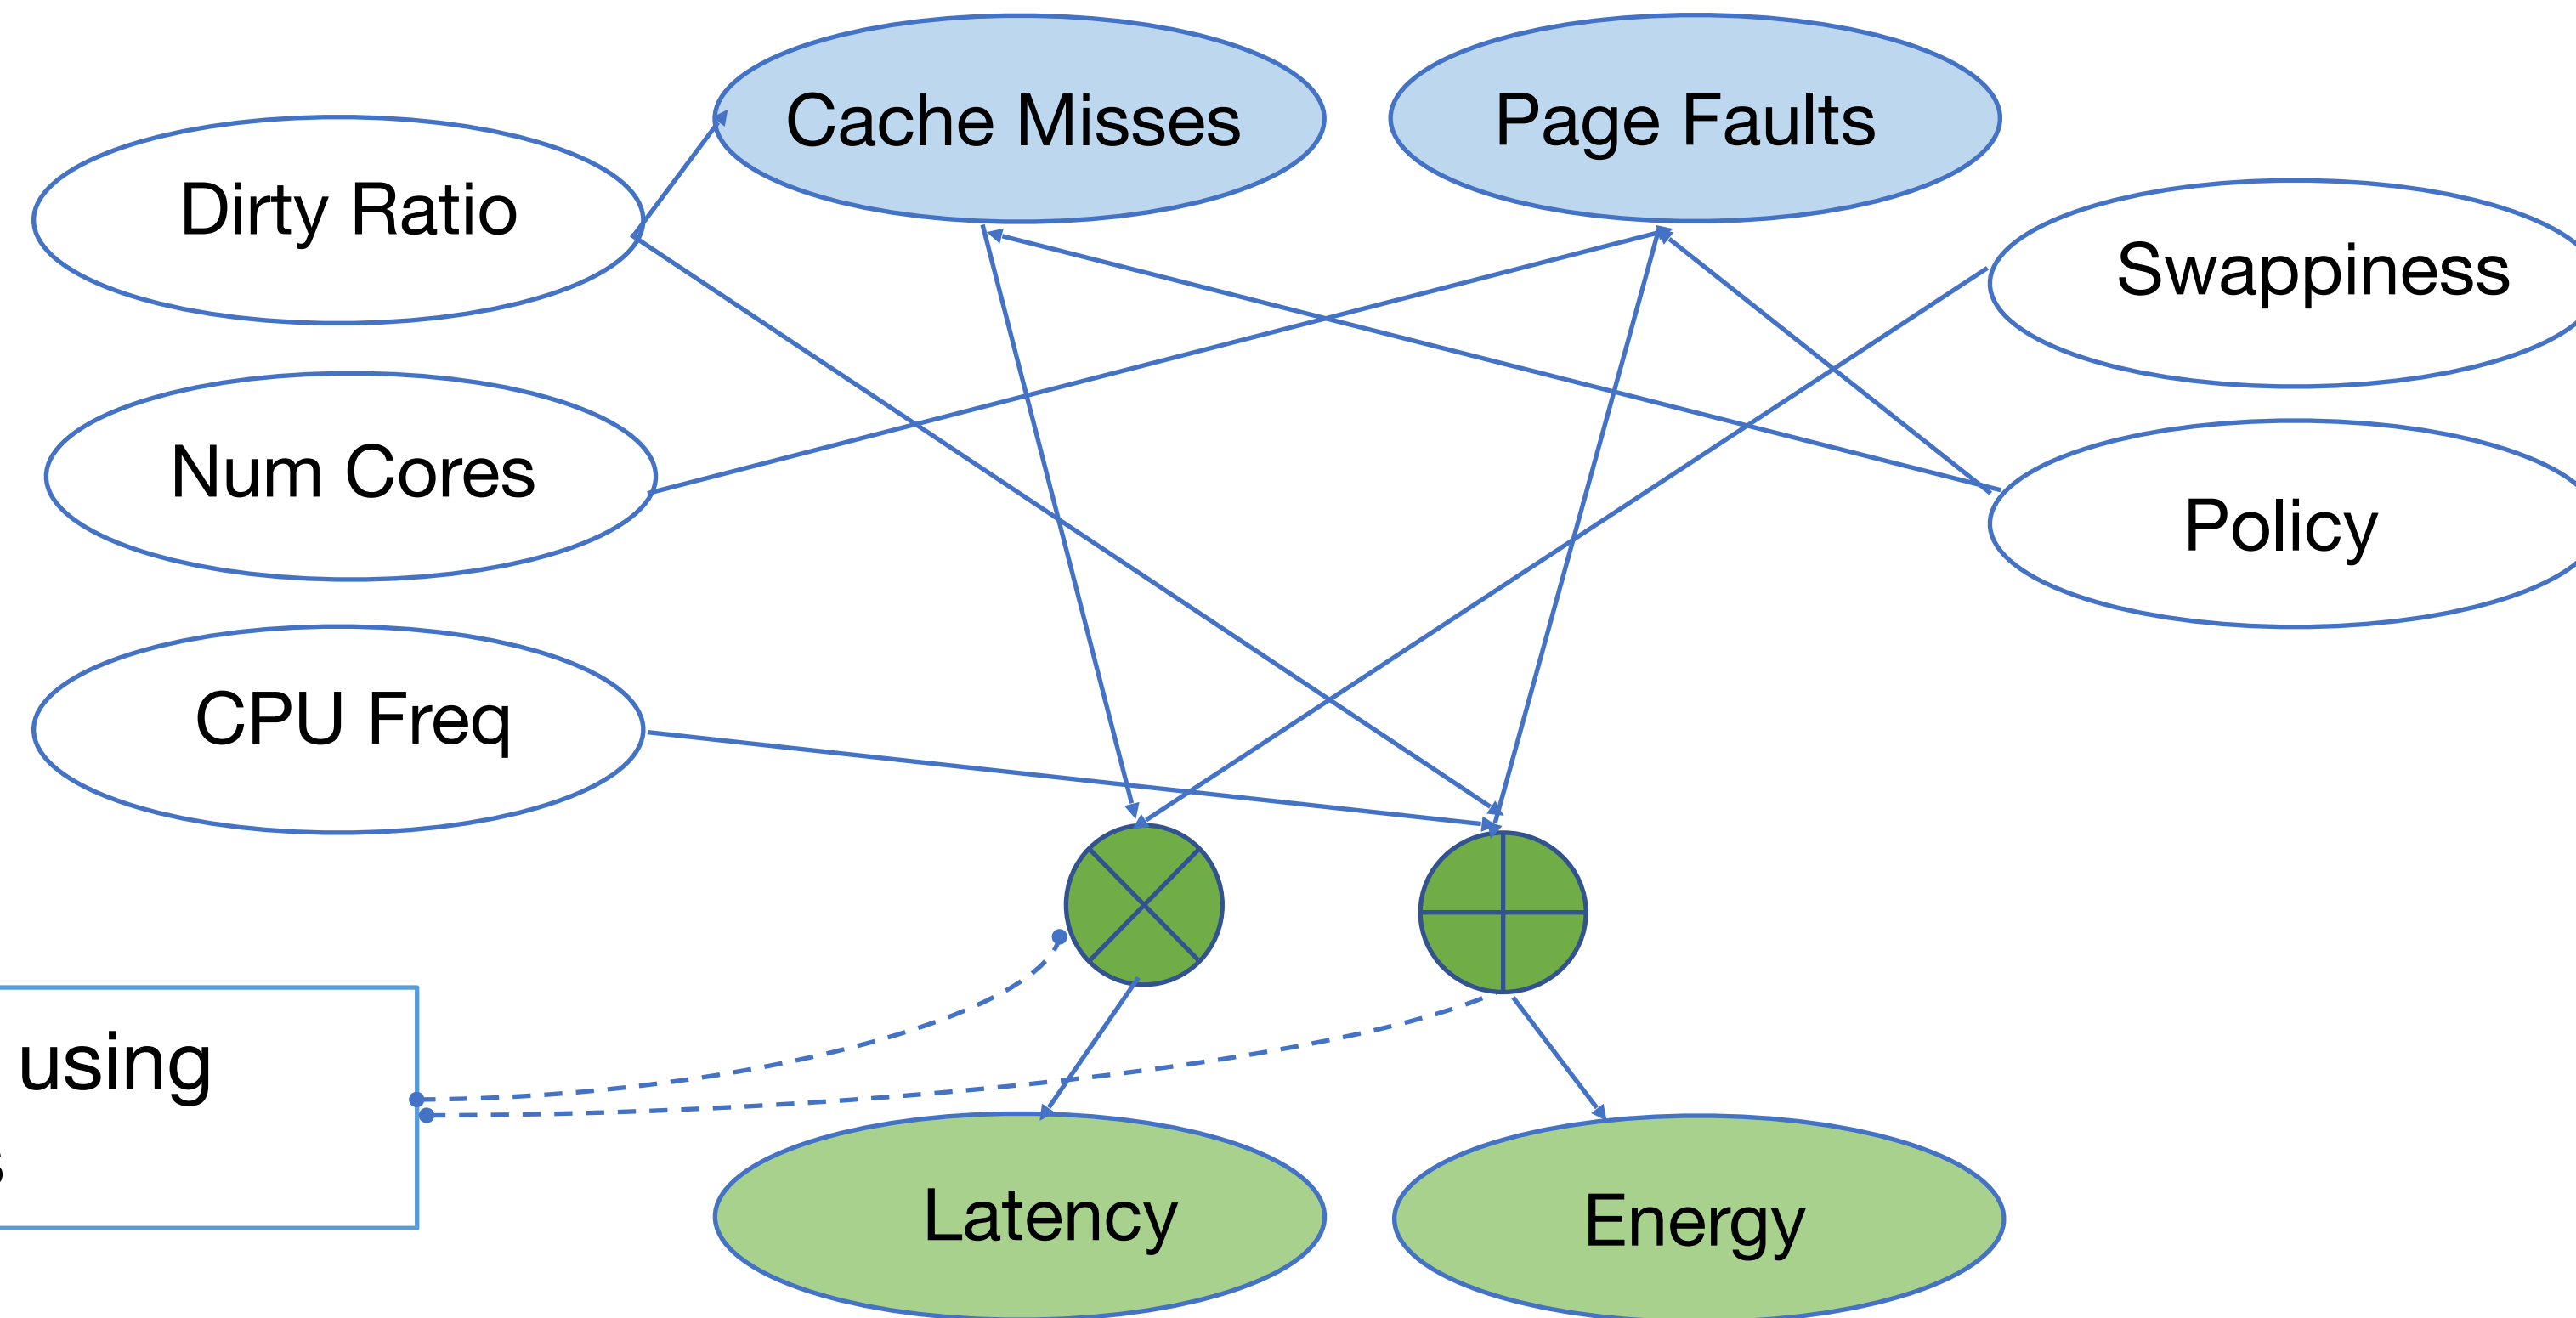 Cache Misses
Page Faults
Dirty Ratio
Swappiness
Num Cores
Policy
CPU Freq
using
s
Latency
Energy